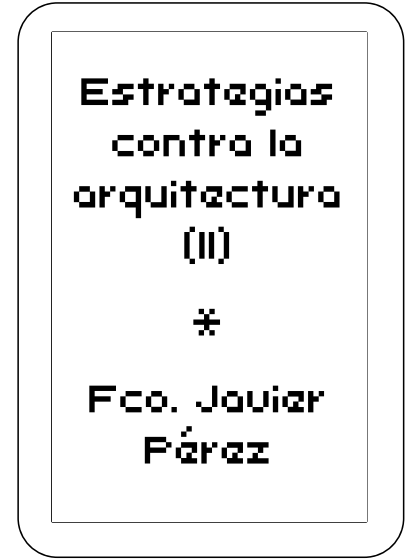 Estrategias
contra la
arquitectura
(II)
*
Fco. Javier
Pérez